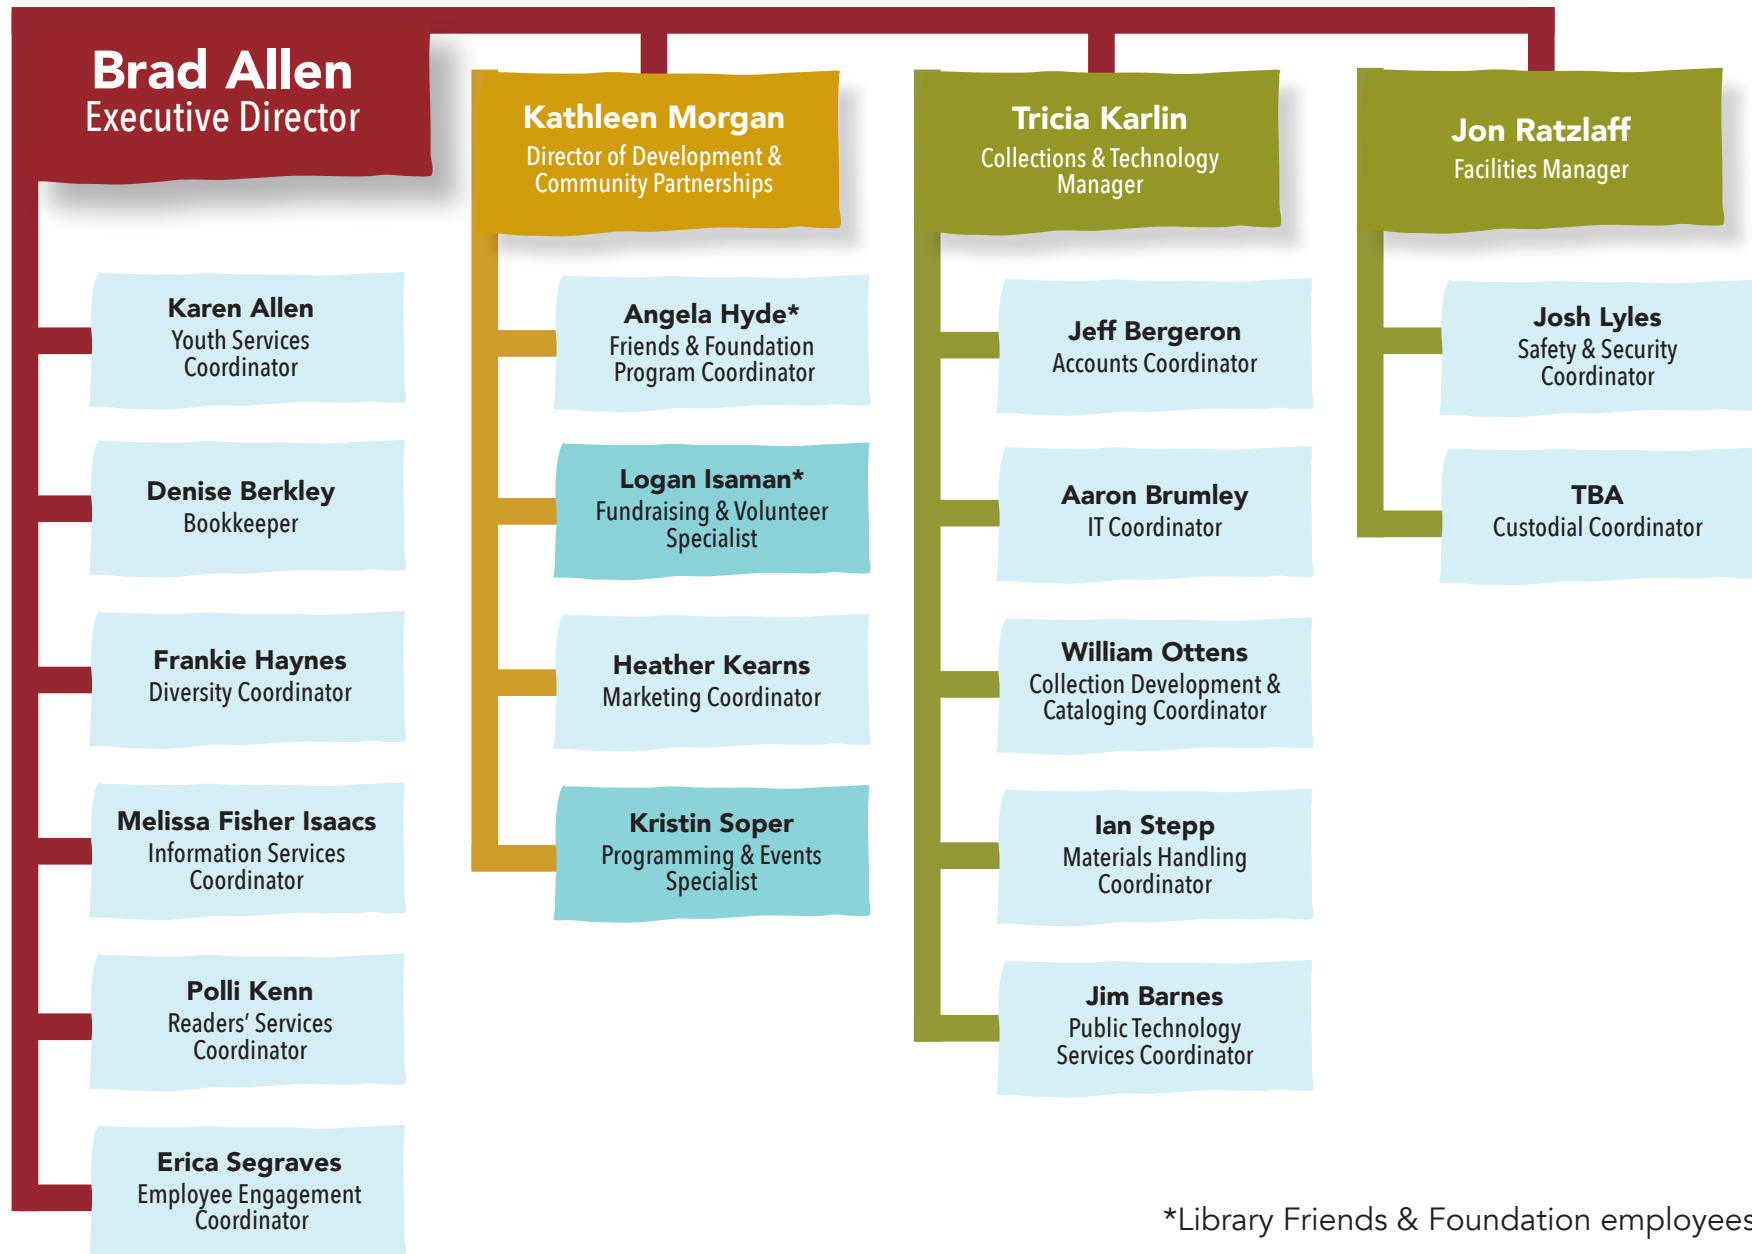 Brad Allen
Executive Director
Karen Allen
Youth Services
Coordinator
Denise Berkley
Bookkeeper
Frankie Haynes
Diversity Coordinator
Melissa Fisher Isaacs
Information Services
Coordinator
Polli Kenn
Readers’ Services
Coordinator
Erica Segraves
Employee Engagement
Coordinator
Kathleen Morgan
Director of Development &
Community Partnerships
Angela Hyde*
Friends & Foundation
Program Coordinator
Logan Isaman*
Fundraising & Volunteer
Specialist
Heather Kearns
Marketing Coordinator
Kristin Soper
Programming & Events
Specialist
Tricia Karlin
Collections & Technology
Manager
Jeff Bergeron
Accounts Coordinator
Aaron Brumley
IT Coordinator
William Ottens
Collection Development &
Cataloging Coordinator
Ian Stepp
Materials Handling
Coordinator
Jim Barnes
Public Technology
Services Coordinator
Jon Ratzlaff
Facilities Manager
Josh Lyles
Safety & Security
Coordinator
TBA
Custodial Coordinator
*Library Friends & Foundation employees